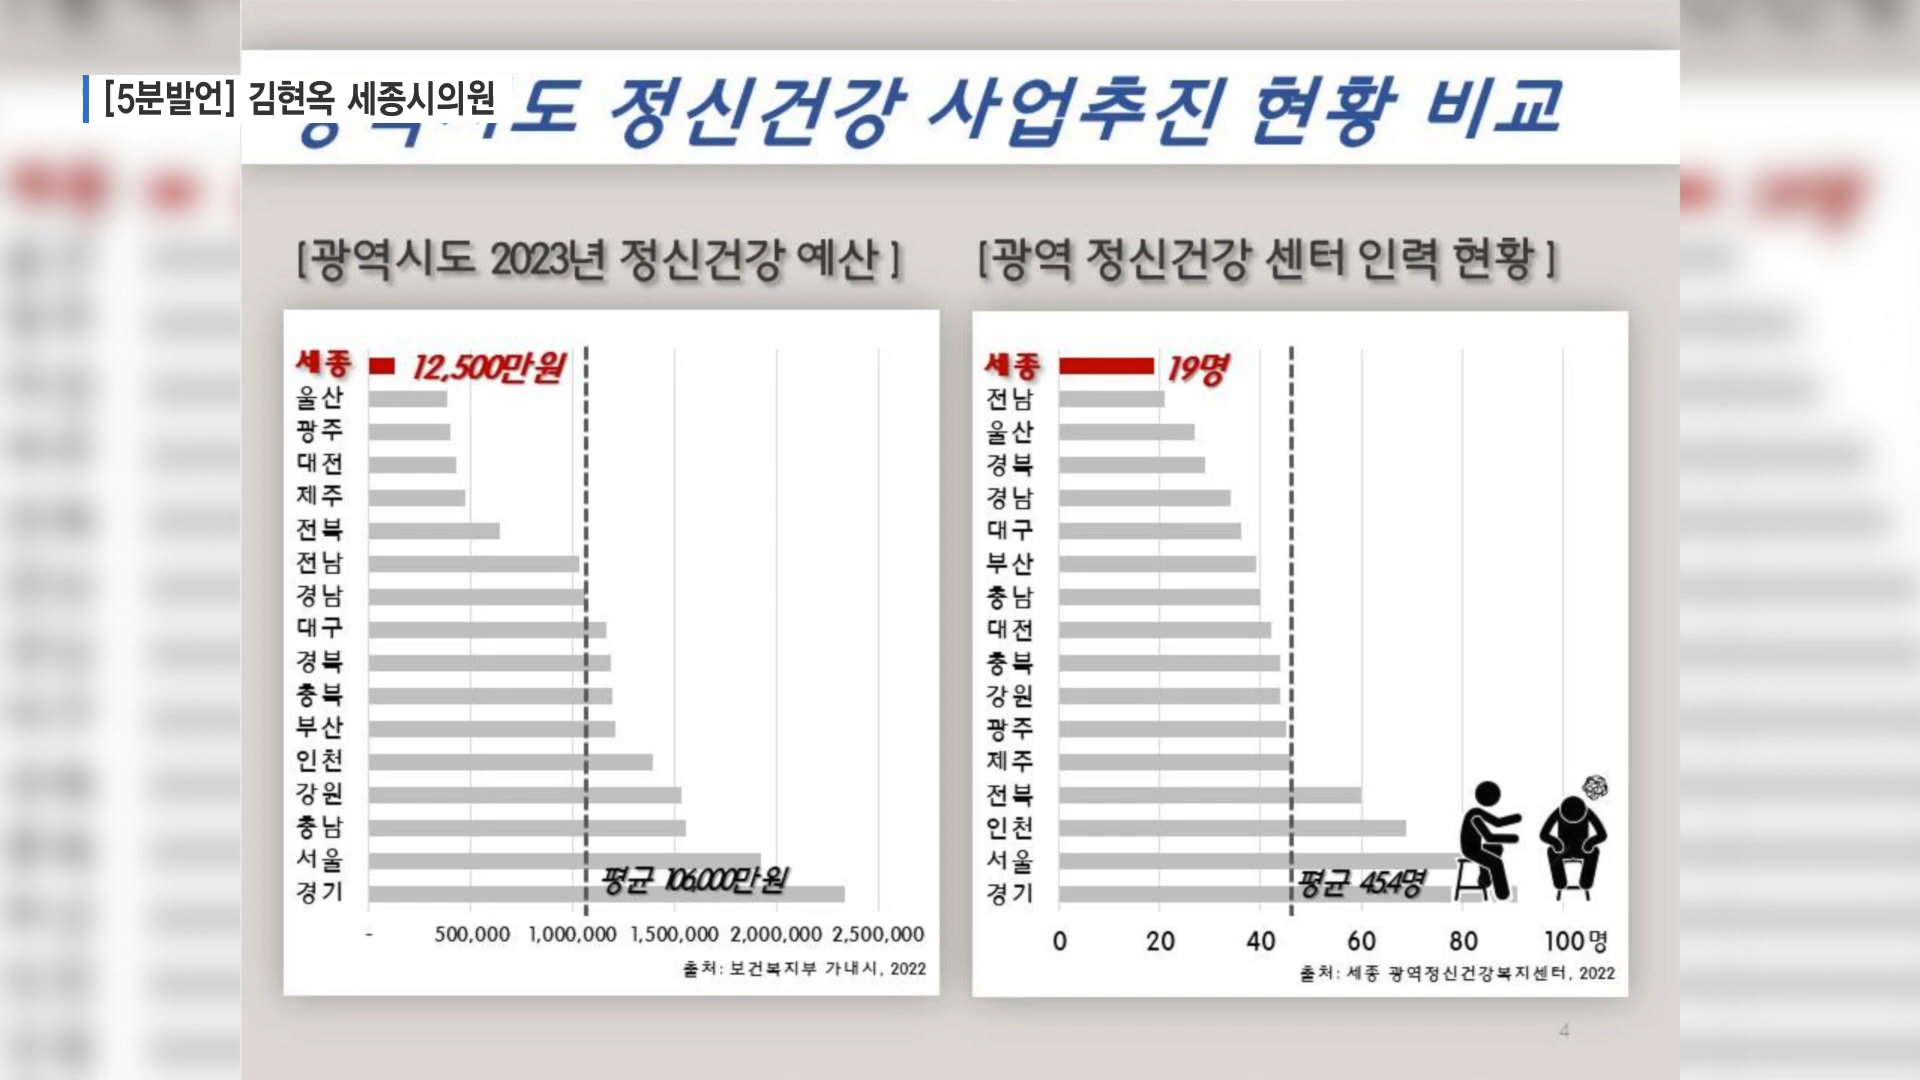 [5분발언] 김현옥 세종시의원
도 정신건강 사업추진 현황 비교
[광역시도 2023년 정신건강 예산]
세종 12,500만원
울산
광주
대전
제주
전북
전남
경남
대구
경북
충북
부산
인천
강원
충남
서울
경기
평균 106,000만원
- 500,000 1,000,000 1,500,000 2,000,000 2,500,000
출처: 보건복지부 가내시, 2022
[광역 정신건강 센터 인력 현황]
세종 19명
전남
울산
경북
경남
대구
부산
충남
대전
충북
강원
광주
제주
전북
인천
서울
경기
평균 45.4명
0 20 40 60 80 100명
출처: 세종 광역정신건강복지센터, 2022
4